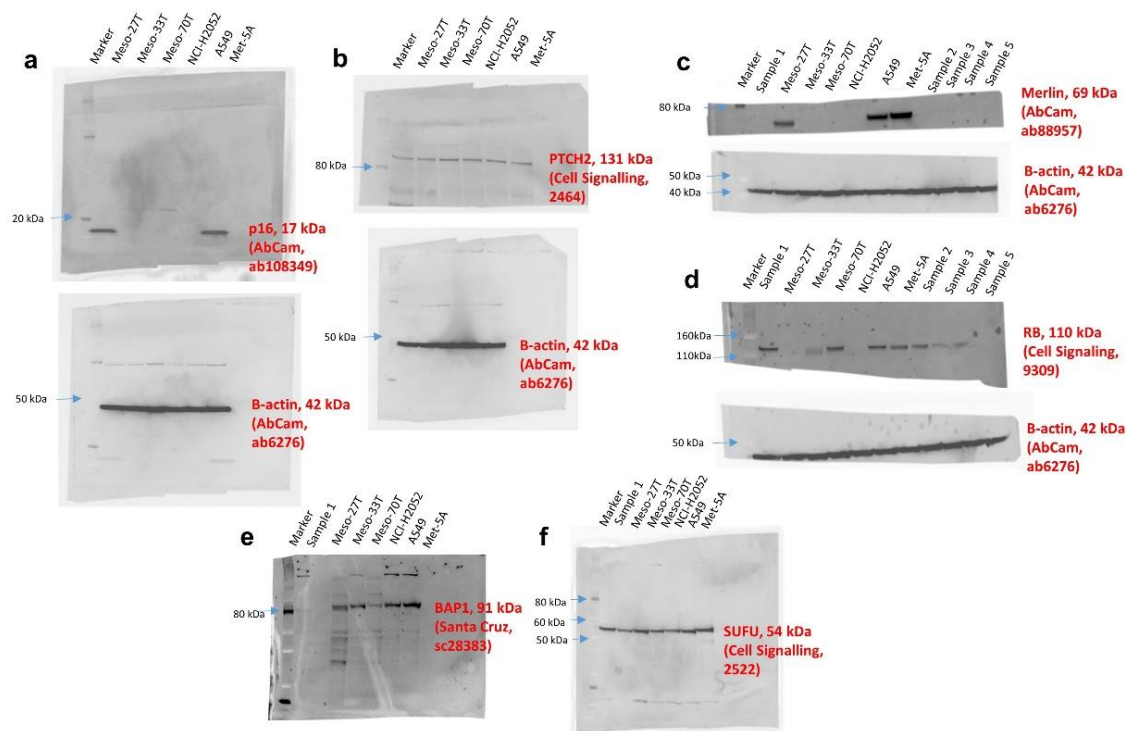 a
Marker
Meso-27T
Meso-33T
Meso-70T
NCI-H2052
A549
Met-5A
20 kDa
p16, 17 kDa
(AbCam,
ab108349)
50 kDa
B-actin, 42 kDa
(AbCam,
ab6276)
b
Marker
Meso-27T
Meso-33T
Meso-70T
NCI-H2052
A549
Met-5A
80 kDa
PTCH2, 131 kDa
(Cell Signalling,
2464)
50 kDa
B-actin, 42 kDa
(AbCam,
ab6276)
c
Marker
Sample 1
Meso-27T
Meso-33T
Meso-70T
NCI-H2052
A549
Met-5A
Sample 2
Sample 3
Sample 4
Sample 5
80 kDa
Merlin, 69 kDa
(AbCam,
ab88957)
50 kDa
40 kDa
B-actin, 42 kDa
(AbCam,
ab6276)
d
Marker
Sample 1
Meso-27T
Meso-33T
Meso-70T
NCI-H2052
A549
Met-5A
Sample 2
Sample 3
Sample 4
Sample 5
160kDa
110kDa
RB, 110 kDa
(Cell Signaling,
9309)
50 kDa
B-actin, 42 kDa
(AbCam,
ab6276)
e
Marker
Sample 1
Meso-27T
Meso-33T
Meso-70T
NCI-H2052
A549
Met-5A
80 kDa
BAP1, 91 kDa
(Santa Cruz,
sc28383)
f
Marker
Sample 1
Meso-27T
Meso-33T
Meso-70T
NCI-H2052
A549
Met-5A
80 kDa
60 kDa
50 kDa
SUFU, 54 kDa
(Cell Signalling,
2522)